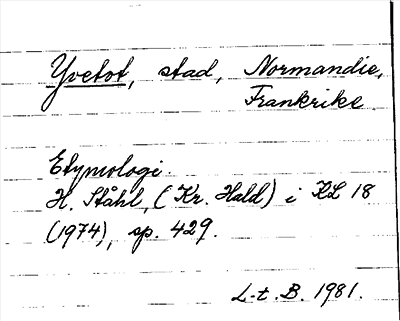 Yvetot, stad, Normandie,
Frankrike.
Etymologi.
H. Ståhl, (Kr. Hald) i KL 18
(1974), sp. 429.
L-t. B. 1981.